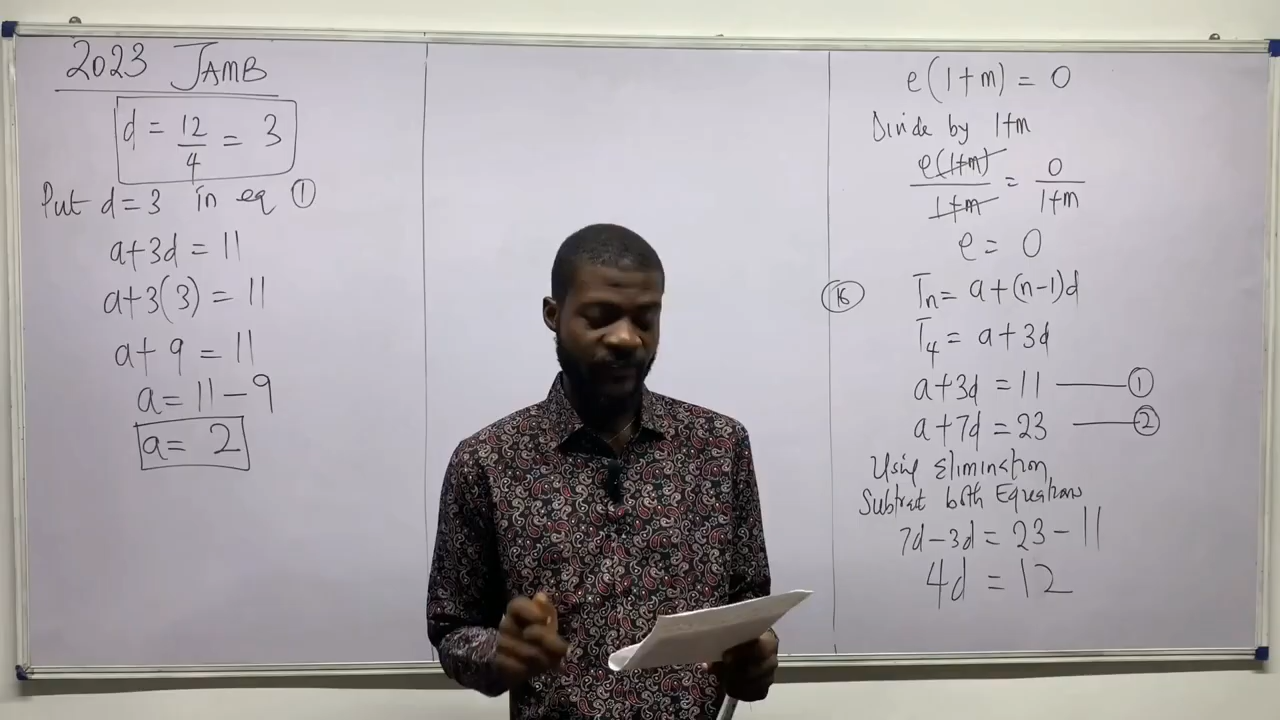 2023 JAMB
d = 12/4 = 3
Put d=3 in eq ①
a+3d = 11
a+3(3) = 11
a+9 = 11
a= 11-9
a= 2
e(1+m) = 0
Divide by 1+m
e(1+m)/1+m = 0/1+m
e= 0
⑯ Tn= a+(n-1)d
T4 = a+3d
a+3d = 11 —— ①
a+7d = 23 —— ②
Using Elimination
Subtract both Equations
7d-3d = 23-11
4d = 12